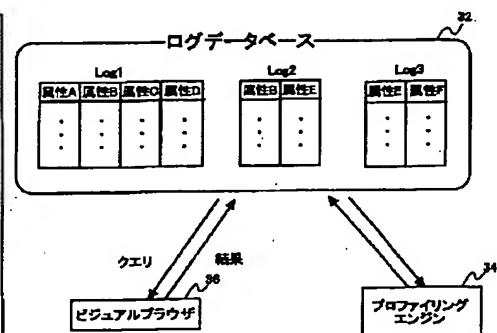 32
ログデータベース
Log1 Log2 Log3
属性A 属性B 属性C 属性D 属性B 属性E 属性E 属性F
クエリ 結果
36 34
ビジュアルブラウザ
プロファイリング
エンジン